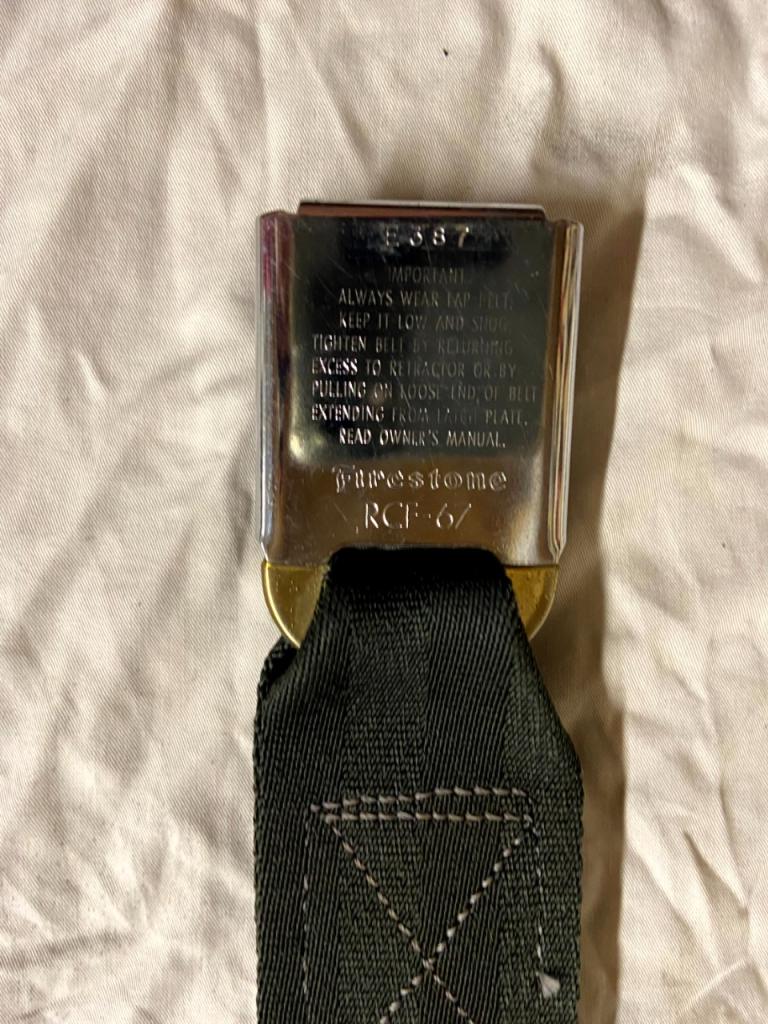 E387
IMPORTANT
ALWAYS WEAR LAP BELT.
KEEP IT LOW AND SNUG
TIGHTEN BELT BY RETURNING
EXCESS TO RETRACTOR OR BY
PULLING ON LOOSE END OF BELT
EXTENDING FROM LATCH PLATE.
READ OWNER'S MANUAL.
Firestone
RCF-67